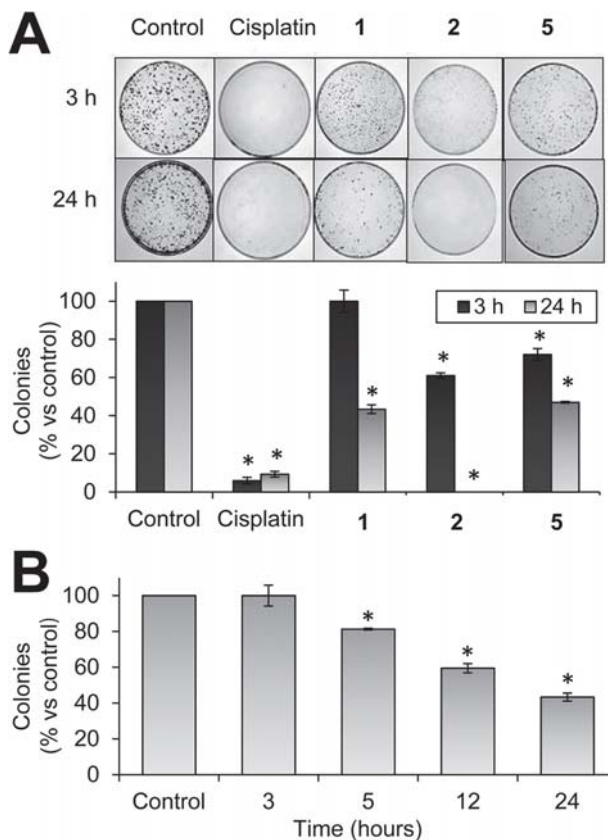 A
Control Cisplatin 1 2 5
3 h
24 h
Colonies
(% vs control)
100
80
60
40
20
0
3 h 24 h
* * * * * * *
Control Cisplatin 1 2 5
B
Colonies
(% vs control)
100
80
60
40
20
0
* * *
Control 3 5 12 24
Time (hours)